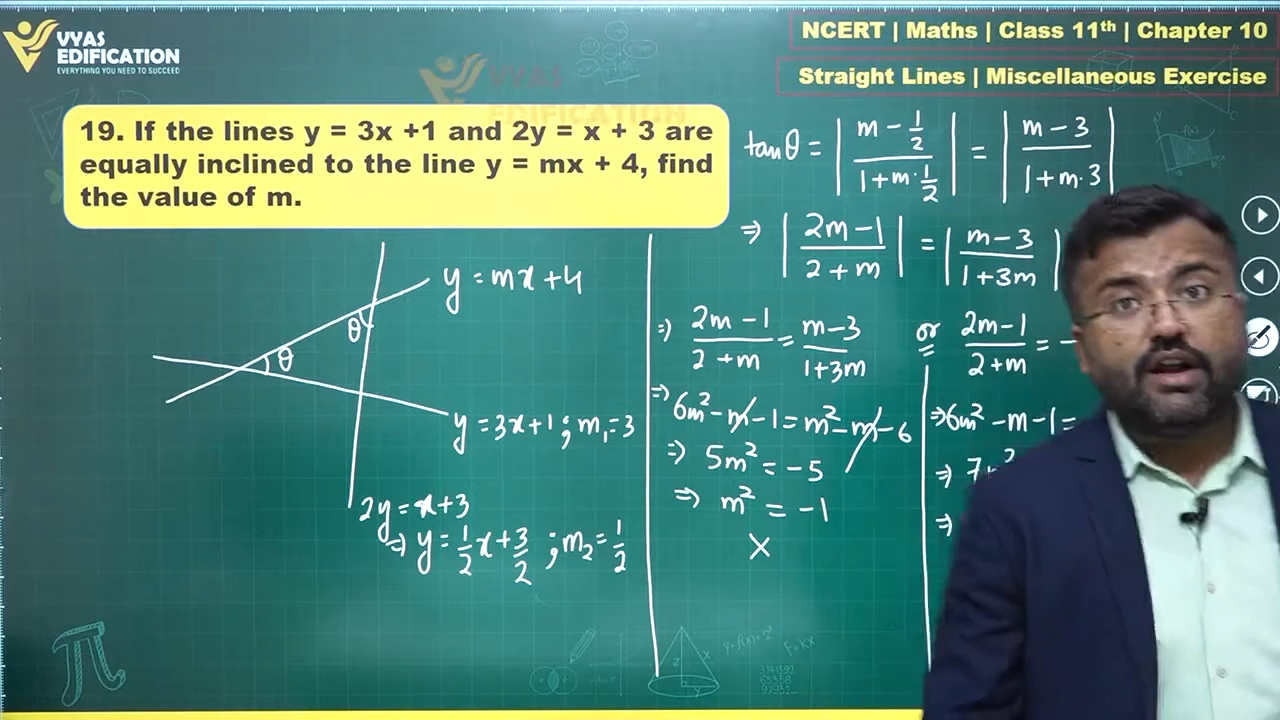 VYAS
EDIFICATION
EVERYTHING YOU NEED TO SUCCEED
VYAS
EDIFICATION
NCERT | Maths | Class 11th | Chapter 10
Straight Lines | Miscellaneous Exercise
19. If the lines y = 3x +1 and 2y = x + 3 are
equally inclined to the line y = mx + 4, find
the value of m.
y = mx + 4
θ
θ
y = 3x+1 ; m₁=3
2y = x+3
⇒ y = 1/2 x + 3/2 ; m₂ = 1/2
tanθ = | (m - 1/2) / (1 + m·1/2) | = | (m - 3) / (1 + m·3) |
⇒ | (2m - 1) / (2 + m) | = | (m - 3) / (1 + 3m) |
⇒ (2m - 1) / (2 + m) = (m - 3) / (1 + 3m)
⇒ 6m² - m - 1 = m² - m - 6
⇒ 5m² = -5
⇒ m² = -1
×
or (2m - 1) / (2 + m) = -
⇒ 6m² - m - 1 =
⇒
⇒
π